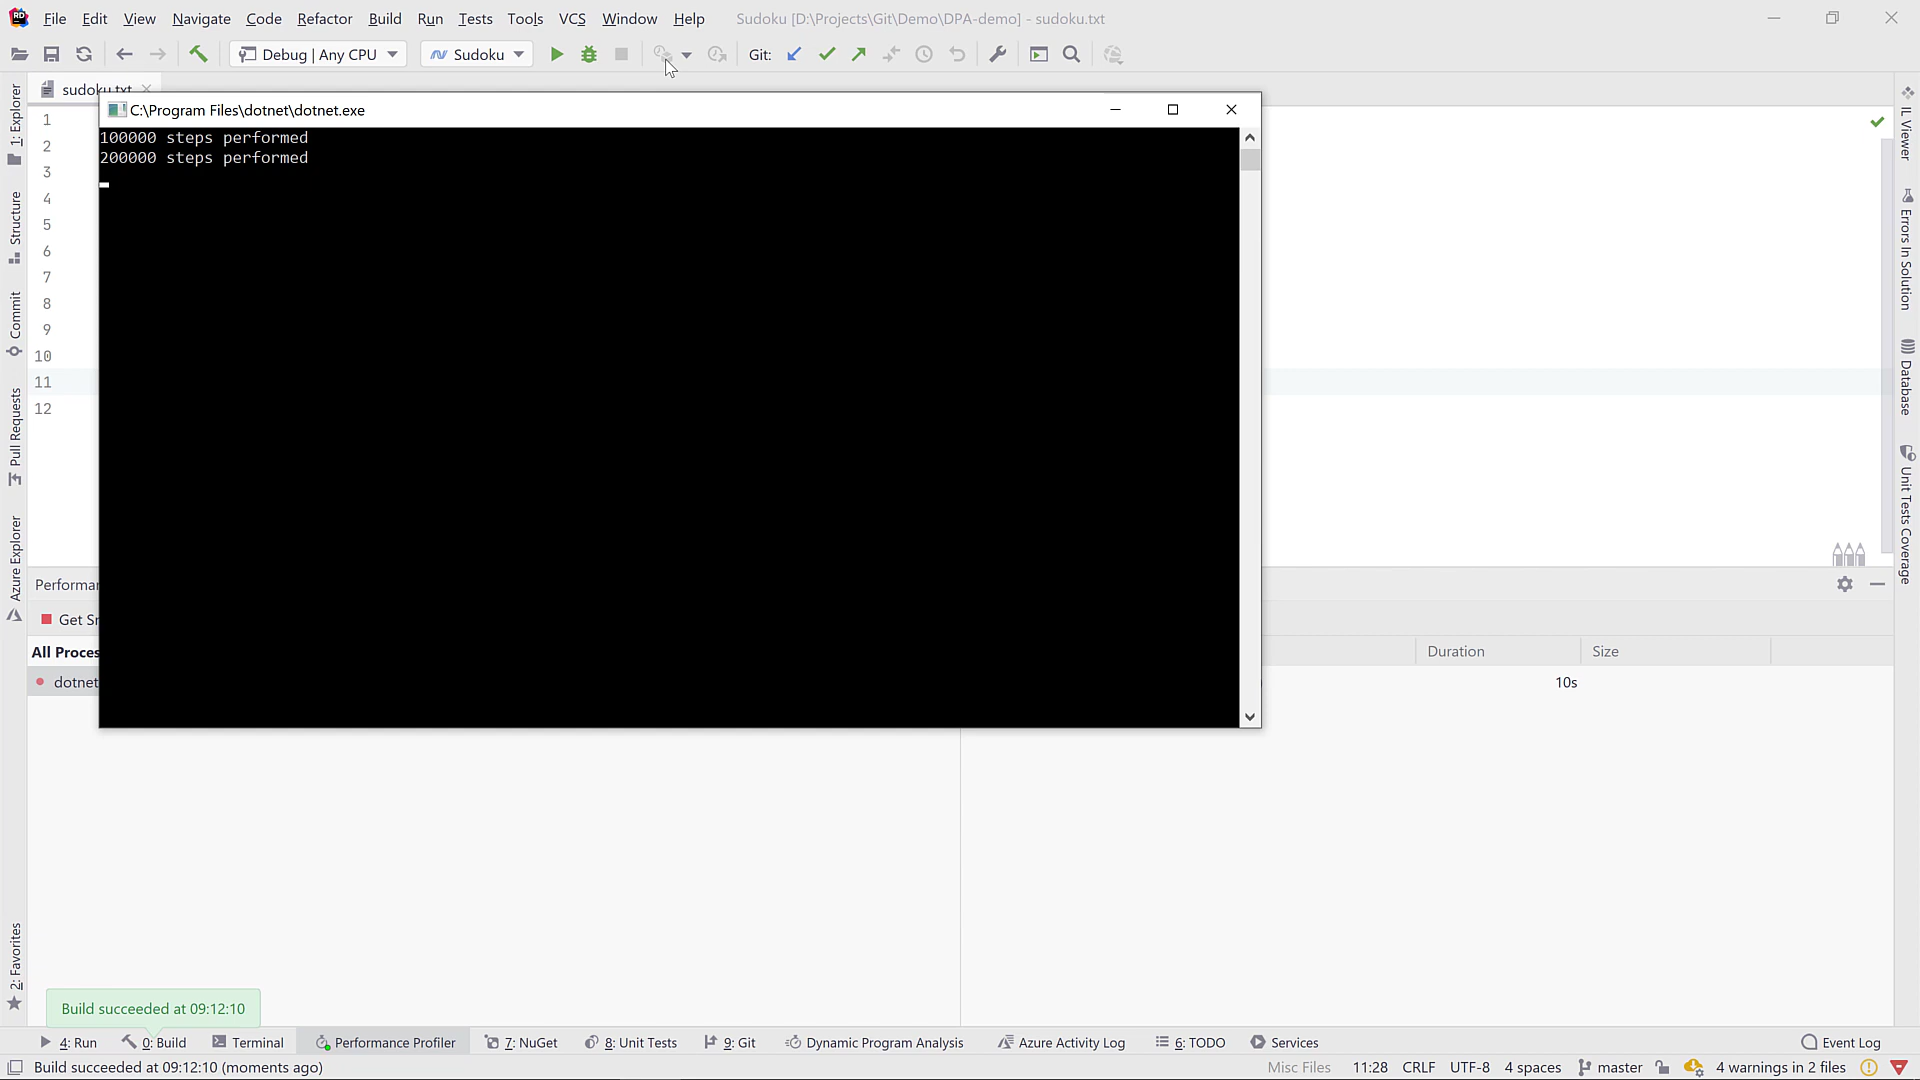 File Edit View Navigate Code Refactor Build Run Tests Tools VCS Window Help Sudoku [D:\Projects\Git\Demo\DPA-demo] - sudoku.txt
Debug | Any CPU Sudoku Git:
sudoku.txt
C:\Program Files\dotnet\dotnet.exe
100000 steps performed
200000 steps performed
1
2
3
4
5
6
7
8
9
10
11
12
1: Explorer
Structure
Commit
Pull Requests
Azure Explorer
2: Favorites
IL Viewer
Errors In Solution
Database
Unit Tests Coverage
Performan
Get Sn
All Proces Duration Size
dotnet 10s
Build succeeded at 09:12:10
4: Run 0: Build Terminal Performance Profiler 7: NuGet 8: Unit Tests 9: Git Dynamic Program Analysis Azure Activity Log 6: TODO Services Event Log
Build succeeded at 09:12:10 (moments ago) Misc Files 11:28 CRLF UTF-8 4 spaces master 4 warnings in 2 files